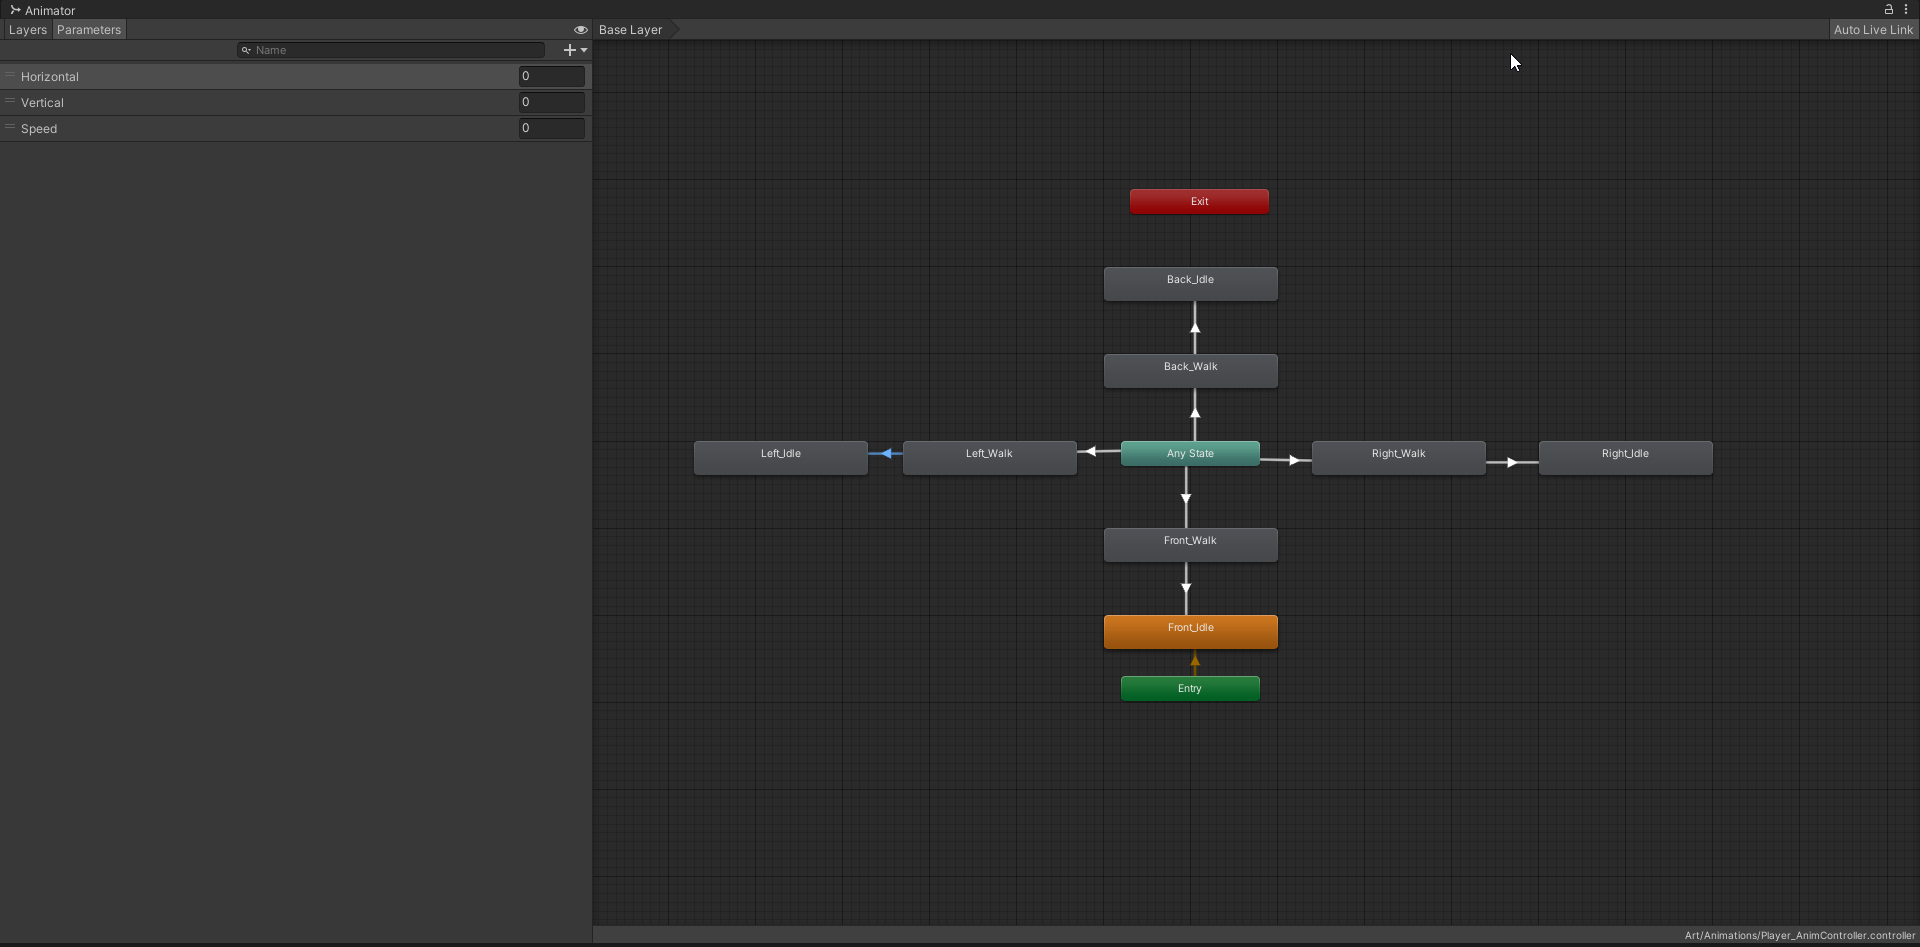 Animator
Layers Parameters
Base Layer
Auto Live Link
Name
Horizontal 0
Vertical 0
Speed 0
Exit
Back_Idle
Back_Walk
Left_Idle Left_Walk Any State Right_Walk Right_Idle
Front_Walk
Front_Idle
Entry
Art/Animations/Player_AnimController.controller